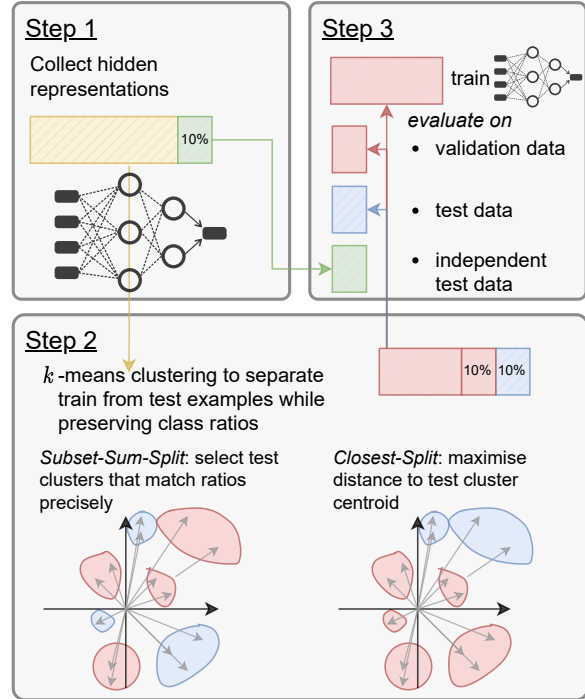 Step 1
Collect hidden
representations
10%
Step 3
train
evaluate on
• validation data
• test data
• independent
test data
Step 2
k -means clustering to separate
train from test examples while
preserving class ratios
10% 10%
Subset-Sum-Split: select test
clusters that match ratios
precisely
Closest-Split: maximise
distance to test cluster
centroid